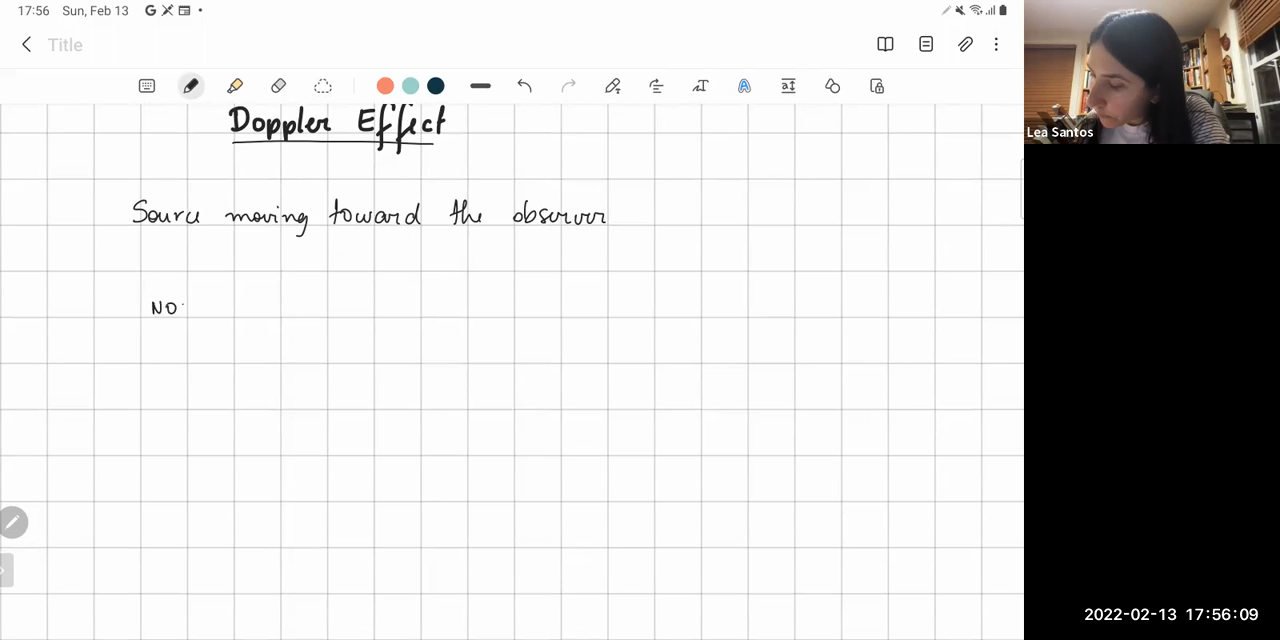 17:56 Sun, Feb 13
Title
Doppler Effect
Source moving toward the observer
NO
Lea Santos
2022-02-13 17:56:09